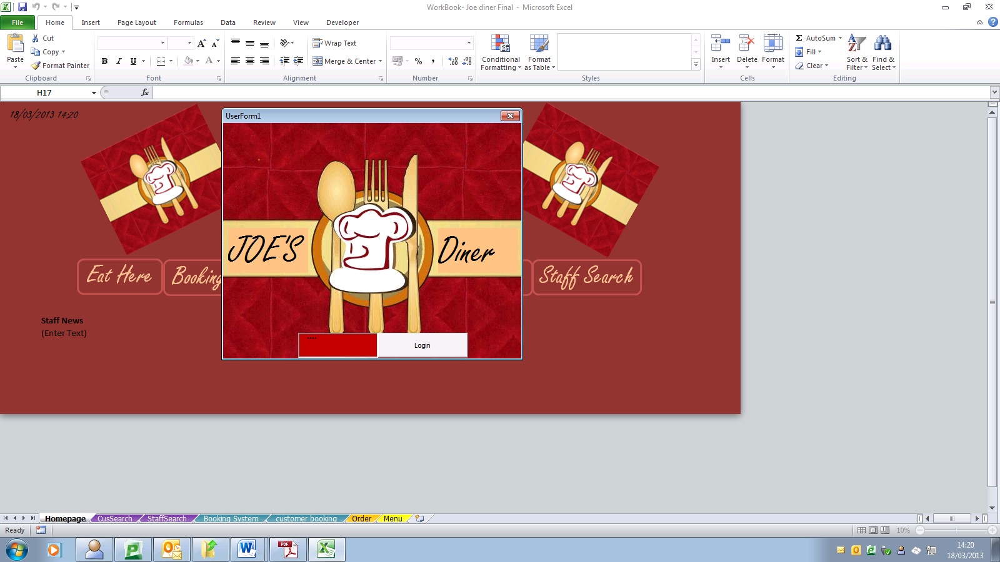 WorkBook- Joe diner Final - Microsoft Excel
File Home Insert Page Layout Formulas Data Review View Developer
Paste
Cut
Copy
Format Painter
Clipboard
B I U
A A
A
Font
Wrap Text
Merge & Center
Alignment
% ,
Number
Conditional Formatting
Format as Table
Styles
Insert Delete Format
Cells
Σ AutoSum
Fill
Clear
Sort & Filter
Find & Select
Editing
H17
fx
18/03/2013 14:20
UserForm1
JOE'S Diner
Eat Here
Booking
Staff Search
Staff News
(Enter Text)
****
Login
Homepage CusSearch StaffSearch Booking System customer booking Order Menu
Ready
10%
PDF
14:20
18/03/2013